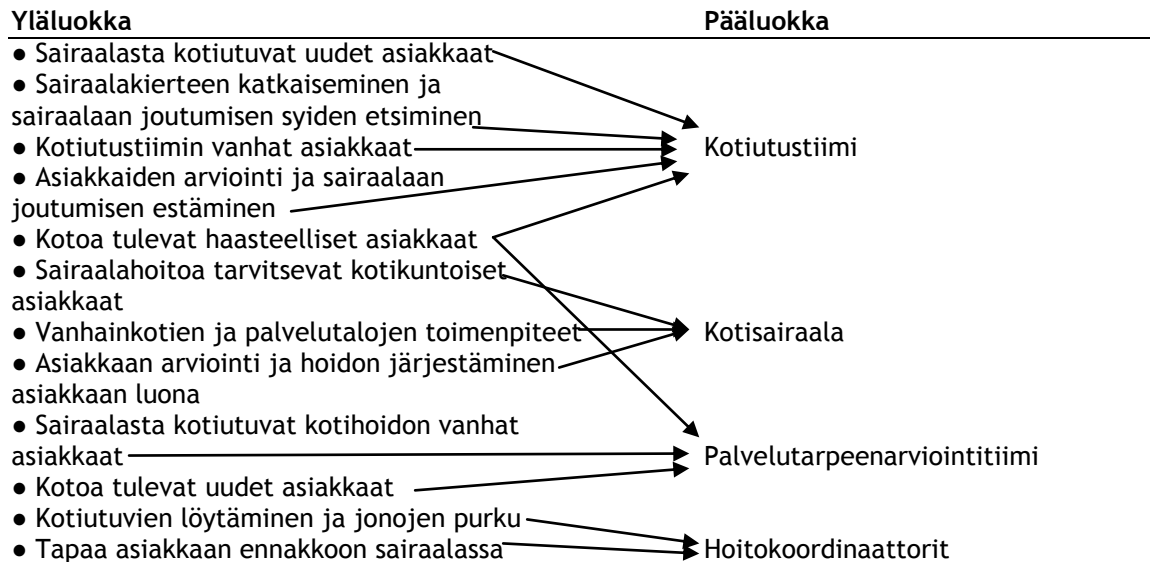 Yläluokka Pääluokka
● Sairaalasta kotiutuvat uudet asiakkaat
● Sairaalakierteen katkaiseminen ja
sairaalaan joutumisen syiden etsiminen
● Kotiutustiimin vanhat asiakkaat Kotiutustiimi
● Asiakkaiden arviointi ja sairaalaan
joutumisen estäminen
● Kotoa tulevat haasteelliset asiakkaat
● Sairaalahoitoa tarvitsevat kotikuntoiset
asiakkaat
● Vanhainkotien ja palvelutalojen toimenpiteet Kotisairaala
● Asiakkaan arviointi ja hoidon järjestäminen
asiakkaan luona
● Sairaalasta kotiutuvat kotihoidon vanhat
asiakkaat Palvelutarpeenarviointitiimi
● Kotoa tulevat uudet asiakkaat
● Kotiutuvien löytäminen ja jonojen purku
● Tapaa asiakkaan ennakkoon sairaalassa Hoitokoordinaattorit